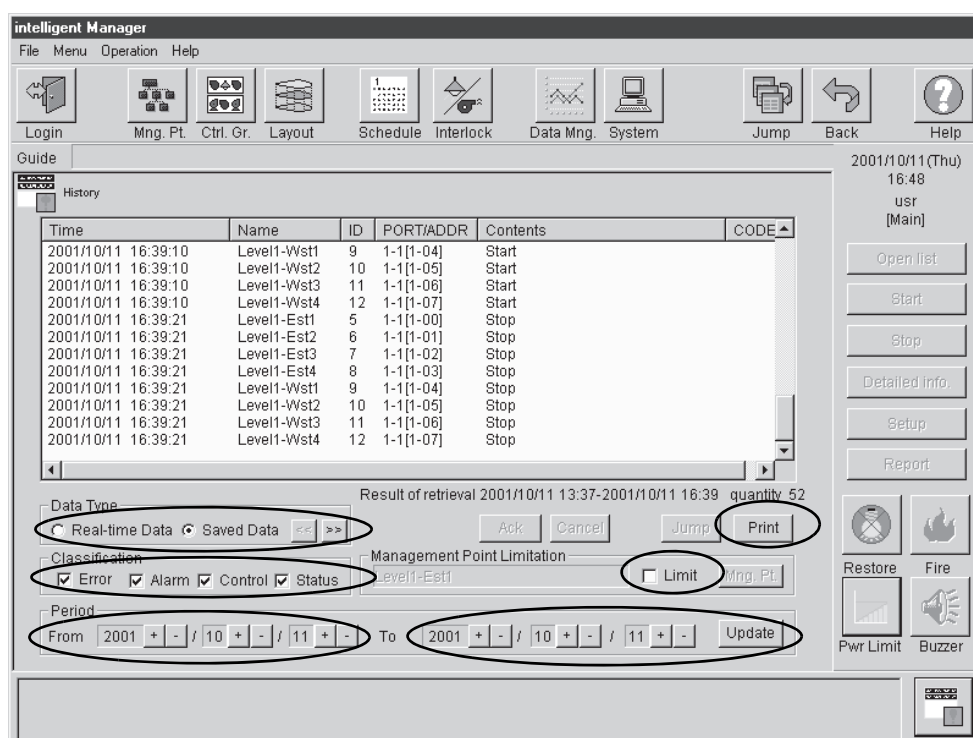 intelligent Manager
File Menu Operation Help
Login Mng. Pt. Ctrl. Gr. Layout Schedule Interlock Data Mng. System Jump Back Help
Guide
2001/10/11(Thu)
16:48
usr
[Main]
History
Time Name ID PORT/ADDR Contents CODE
2001/10/11 16:39:10 Level1-Wst1 9 1-1[1-04] Start
2001/10/11 16:39:10 Level1-Wst2 10 1-1[1-05] Start
2001/10/11 16:39:10 Level1-Wst3 11 1-1[1-06] Start
2001/10/11 16:39:10 Level1-Wst4 12 1-1[1-07] Start
2001/10/11 16:39:21 Level1-Est1 5 1-1[1-00] Stop
2001/10/11 16:39:21 Level1-Est2 6 1-1[1-01] Stop
2001/10/11 16:39:21 Level1-Est3 7 1-1[1-02] Stop
2001/10/11 16:39:21 Level1-Est4 8 1-1[1-03] Stop
2001/10/11 16:39:21 Level1-Wst1 9 1-1[1-04] Stop
2001/10/11 16:39:21 Level1-Wst2 10 1-1[1-05] Stop
2001/10/11 16:39:21 Level1-Wst3 11 1-1[1-06] Stop
2001/10/11 16:39:21 Level1-Wst4 12 1-1[1-07] Stop
Open list
Start
Stop
Detailed info.
Setup
Report
Result of retrieval 2001/10/11 13:37-2001/10/11 16:39 quantity 52
Data Type
Real-time Data Saved Data << >> Ack Cancel Jump Print
Classification
Error Alarm Control Status
Management Point Limitation
Level1-Est1 Limit Mng. Pt.
Restore Fire
Period
From 2001 + - / 10 + - / 11 + - To 2001 + - / 10 + - / 11 + - Update
Pwr Limit Buzzer